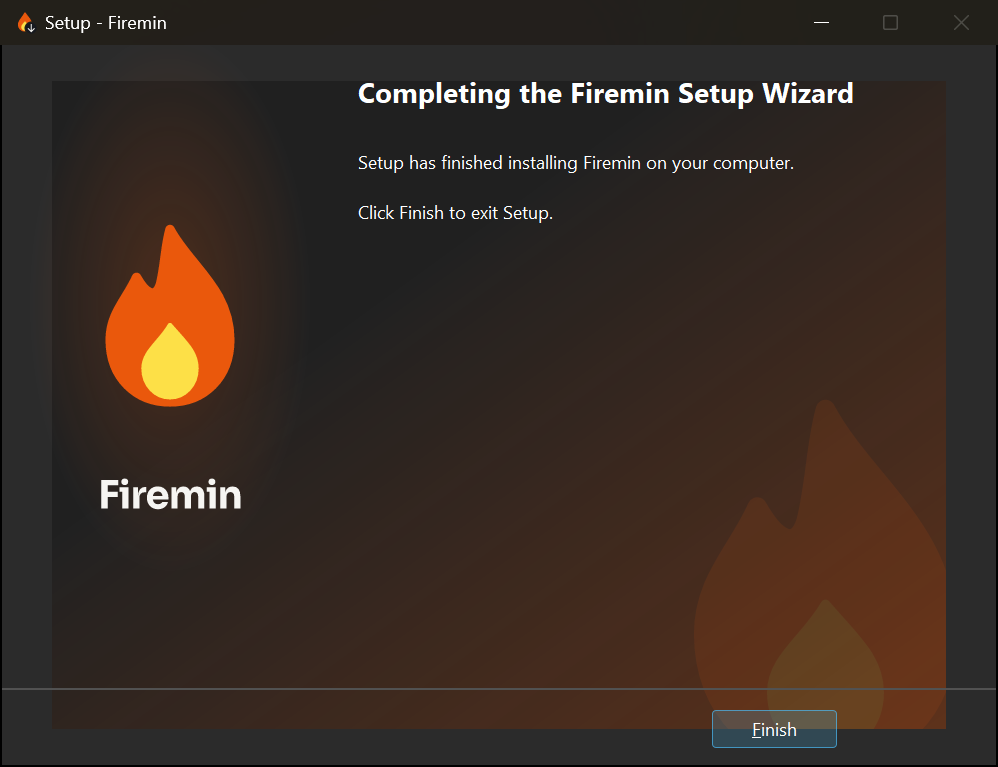 Setup - Firemin
Completing the Firemin Setup Wizard
Setup has finished installing Firemin on your computer.
Click Finish to exit Setup.
Firemin
Finish